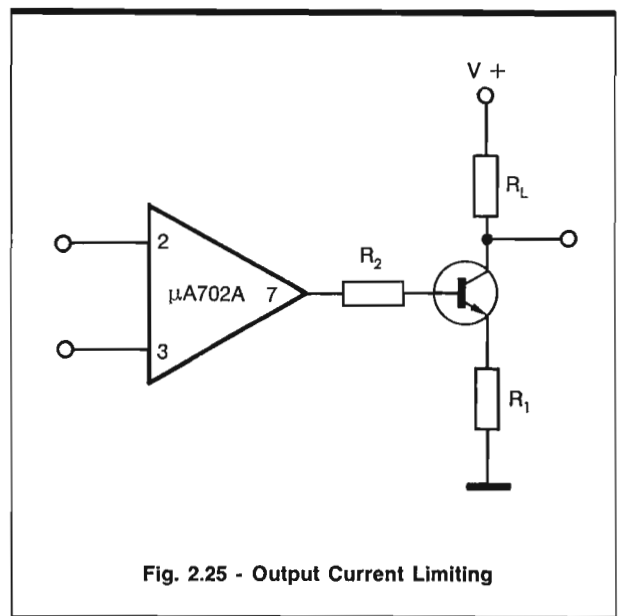 V +
R_L
2
R_2
μA702A 7
3
R_1
Fig. 2.25 - Output Current Limiting